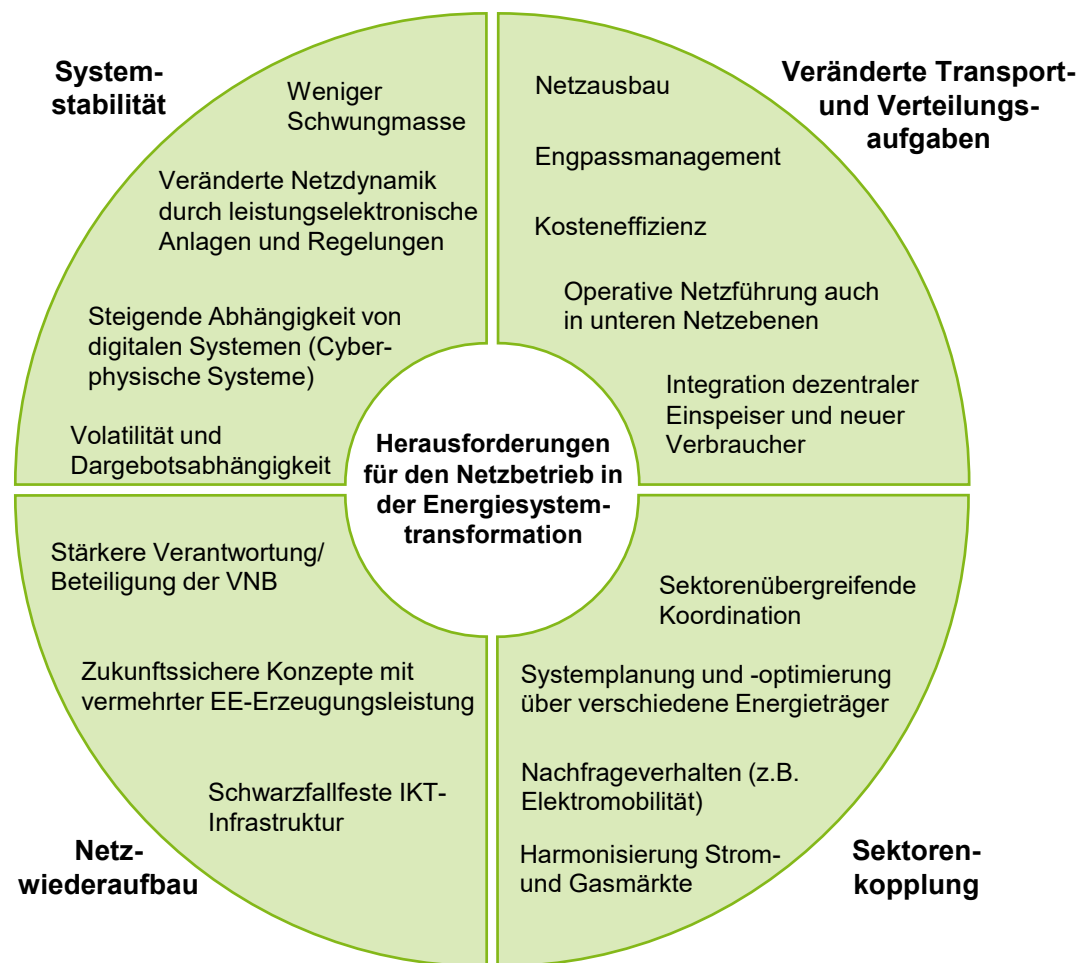 System-
stabilität
Weniger
Schwungmasse
Veränderte Netzdynamik
durch leistungselektronische
Anlagen und Regelungen
Steigende Abhängigkeit von
digitalen Systemen (Cyber-
physische Systeme)
Volatilität und
Dargebotsabhängigkeit
Veränderte Transport-
und Verteilungs-
aufgaben
Netzausbau
Engpassmanagement
Kosteneffizienz
Operative Netzführung auch
in unteren Netzebenen
Integration dezentraler
Einspeiser und neuer
Verbraucher
Herausforderungen
für den Netzbetrieb in
der Energiesystem-
transformation
Stärkere Verantwortung/
Beteiligung der VNB
Zukunftssichere Konzepte mit
vermehrter EE-Erzeugungsleistung
Schwarzfallfeste IKT-
Infrastruktur
Netz-
wiederaufbau
Sektorenübergreifende
Koordination
Systemplanung und -optimierung
über verschiedene Energieträger
Nachfrageverhalten (z.B.
Elektromobilität)
Harmonisierung Strom-
und Gasmärkte
Sektoren-
kopplung